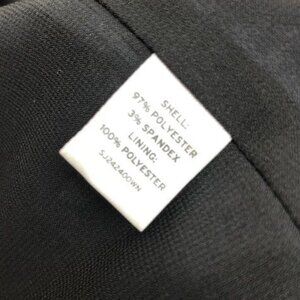 SHELL:
97% POLYESTER
3% SPANDEX
LINING:
100% POLYESTER
SJ242400WN